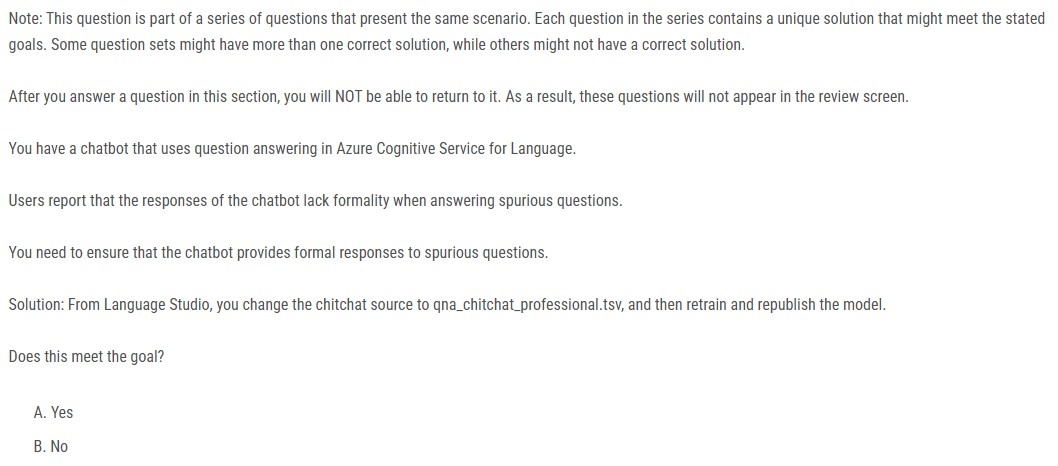 Note: This question is part of a series of questions that present the same scenario. Each question in the series contains a unique solution that might meet the stated
goals. Some question sets might have more than one correct solution, while others might not have a correct solution.
After you answer a question in this section, you will NOT be able to return to it. As a result, these questions will not appear in the review screen.
You have a chatbot that uses question answering in Azure Cognitive Service for Language.
Users report that the responses of the chatbot lack formality when answering spurious questions.
You need to ensure that the chatbot provides formal responses to spurious questions.
Solution: From Language Studio, you change the chitchat source to qna_chitchat_professional.tsv, and then retrain and republish the model.
Does this meet the goal?
A. Yes
B. No